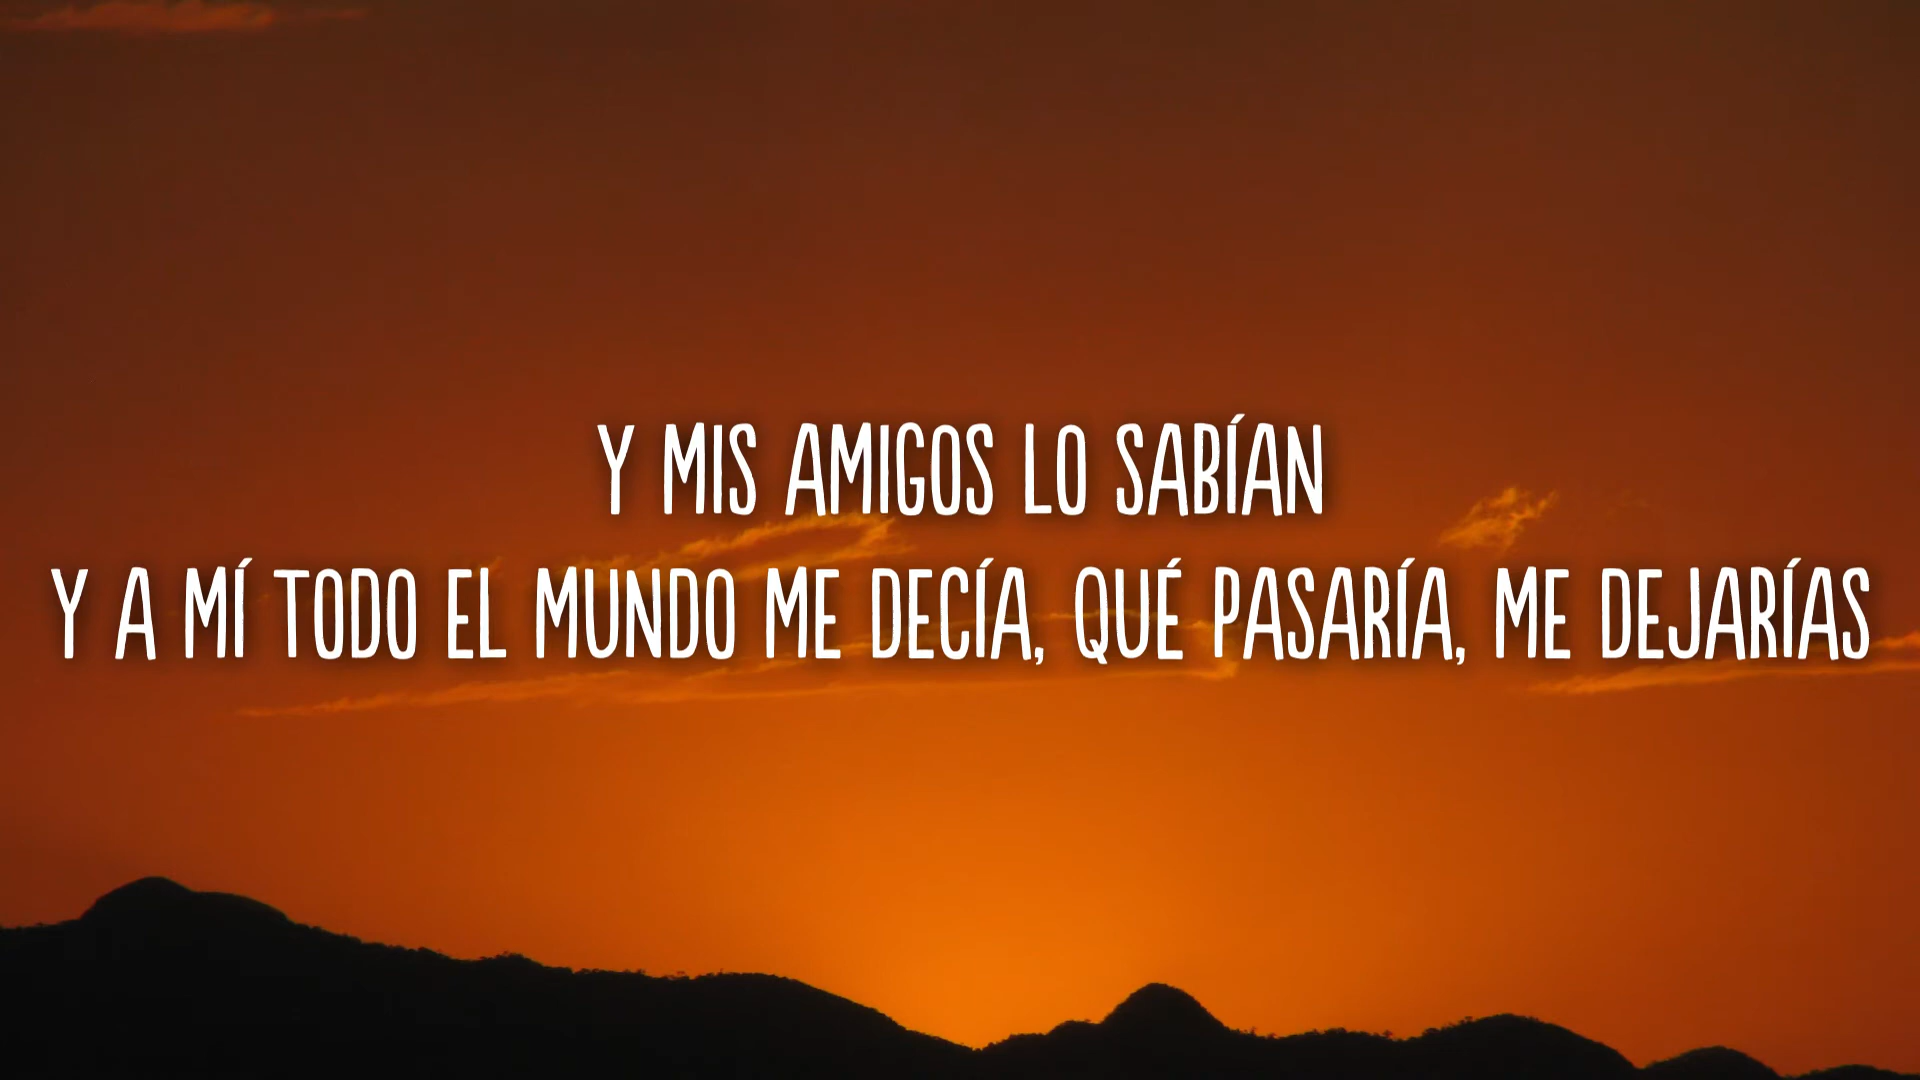 Y MIS AMIGOS LO SABÍAN
Y A MÍ TODO EL MUNDO ME DECÍA, QUÉ PASARÍA, ME DEJARÍAS